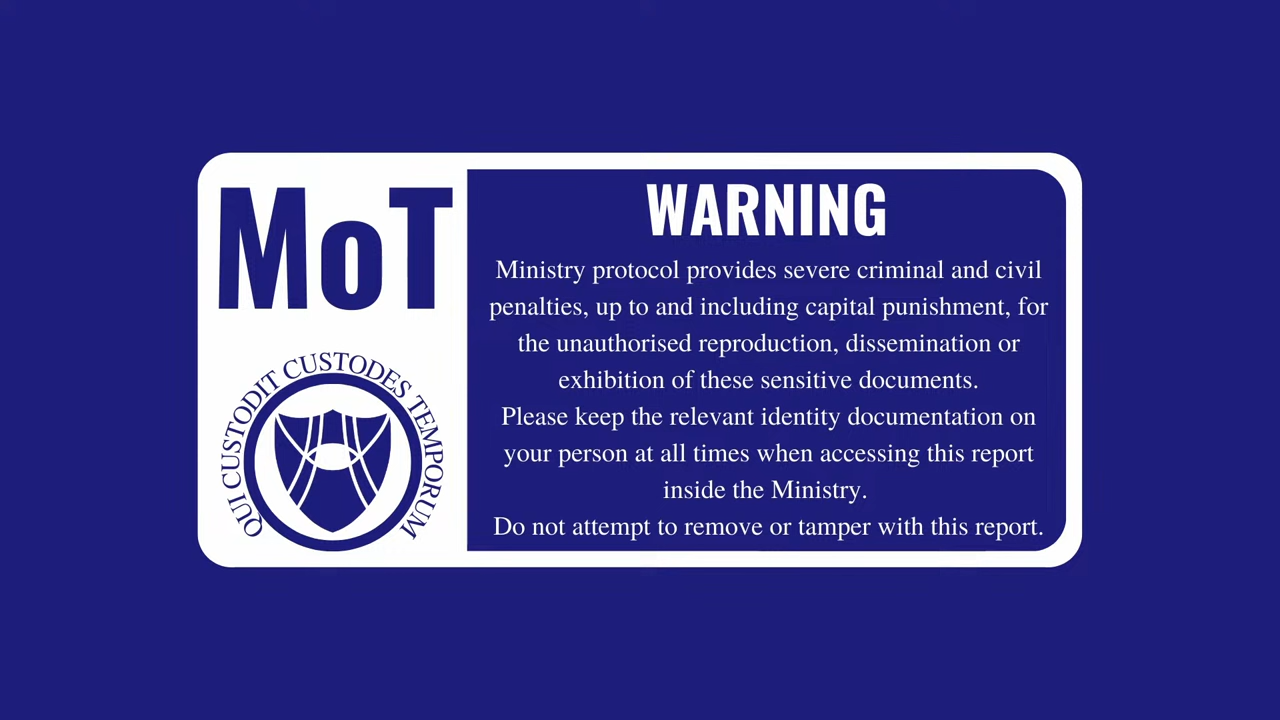 MoT
QUI CUSTODIT CUSTODES TEMPORUM
WARNING
Ministry protocol provides severe criminal and civil
penalties, up to and including capital punishment, for
the unauthorised reproduction, dissemination or
exhibition of these sensitive documents.
Please keep the relevant identity documentation on
your person at all times when accessing this report
inside the Ministry.
Do not attempt to remove or tamper with this report.